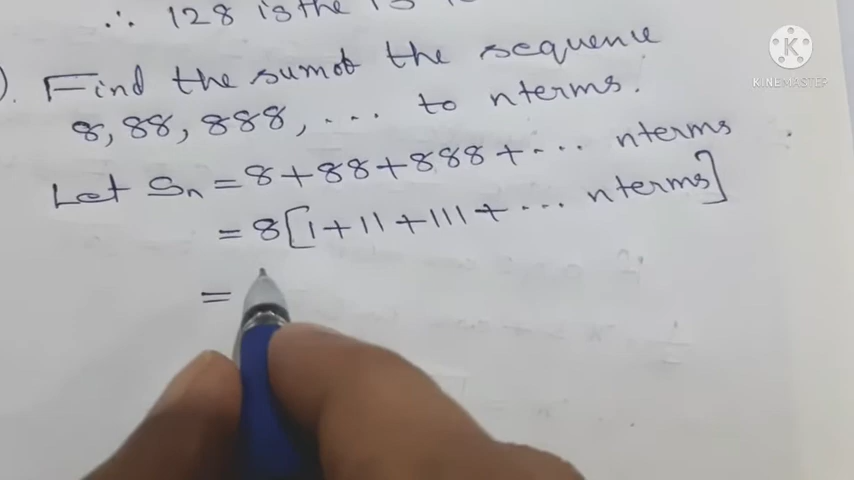 ∴ 128 is the 13
). Find the sum of the sequence
8, 88, 888, .... to n terms.
Let Sn = 8 + 88 + 888 + .... n terms
= 8[1 + 11 + 111 + .... n terms]
=
K
KINEMASTER